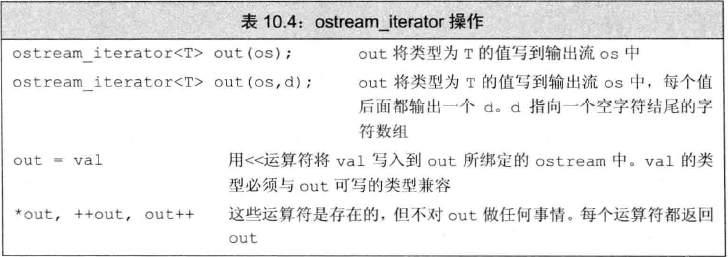 表 10.4：ostream_iterator 操作
ostream_iterator<T> out(os); out 将类型为 T 的值写到输出流 os 中
ostream_iterator<T> out(os,d); out 将类型为 T 的值写到输出流 os 中，每个值
后面都输出一个 d。d 指向一个空字符结尾的字
符数组
out = val 用<<运算符将 val 写入到 out 所绑定的 ostream 中。val 的类
型必须与 out 可写的类型兼容
*out, ++out, out++ 这些运算符是存在的，但不对 out 做任何事情。每个运算符都返回
out